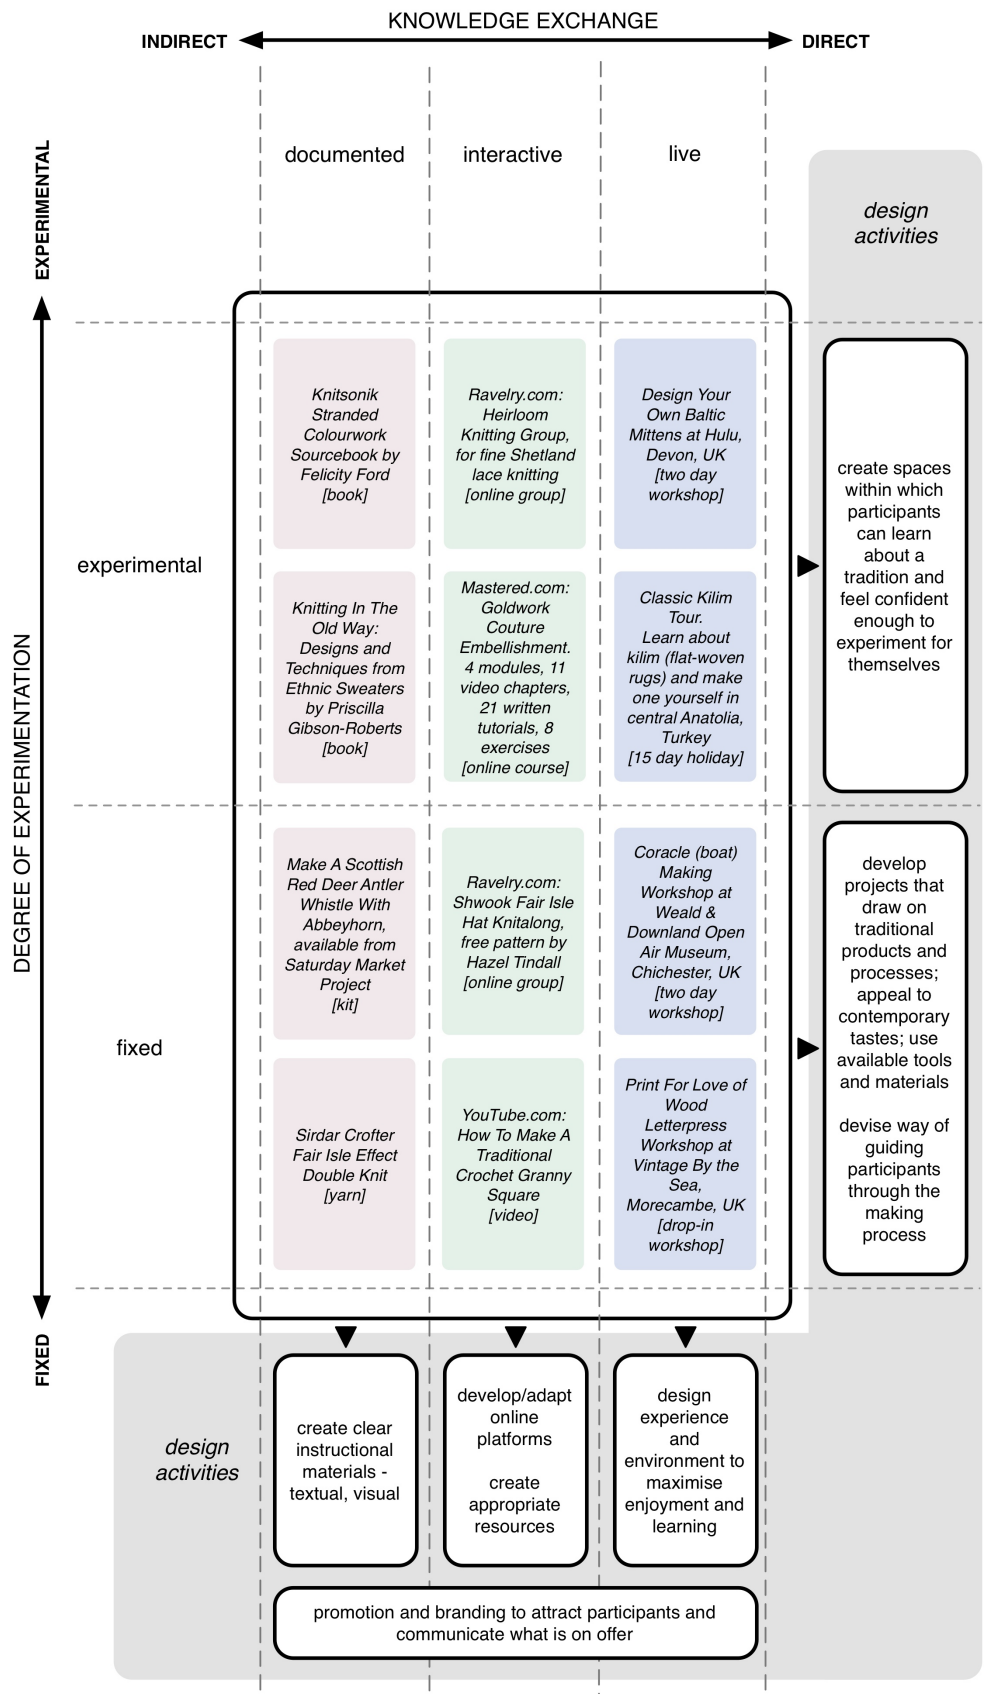 KNOWLEDGE EXCHANGE
INDIRECT
DIRECT
documented
interactive
live
EXPERIMENTAL
DEGREE OF EXPERIMENTATION
FIXED
design
activities
experimental
Knitsonik
Stranded
Colourwork
Sourcebook by
Felicity Ford
[book]
Ravelry.com:
Heirloom
Knitting Group,
for fine Shetland
lace knitting
[online group]
Design Your
Own Baltic
Mittens at Hulu,
Devon, UK
[two day
workshop]
Knitting In The
Old Way:
Designs and
Techniques from
Ethnic Sweaters
by Priscilla
Gibson-Roberts
[book]
Mastered.com:
Goldwork
Couture
Embellishment.
4 modules, 11
video chapters,
21 written
tutorials, 8
exercises
[online course]
Classic Kilim
Tour.
Learn about
kilim (flat-woven
rugs) and make
one yourself in
central Anatolia,
Turkey
[15 day holiday]
create spaces
within which
participants
can learn
about a
tradition and
feel confident
enough to
experiment for
themselves
fixed
Make A Scottish
Red Deer Antler
Whistle With
Abbeyhorn,
available from
Saturday Market
Project
[kit]
Ravelry.com:
Shwook Fair Isle
Hat Knitalong,
free pattern by
Hazel Tindall
[online group]
Coracle (boat)
Making
Workshop at
Weald &
Downland Open
Air Museum,
Chichester, UK
[two day
workshop]
Sirdar Crofter
Fair Isle Effect
Double Knit
[yarn]
YouTube.com:
How To Make A
Traditional
Crochet Granny
Square
[video]
Print For Love of
Wood
Letterpress
Workshop at
Vintage By the
Sea,
Morecambe, UK
[drop-in
workshop]
develop
projects that
draw on
traditional
products and
processes;
appeal to
contemporary
tastes; use
available tools
and materials
devise way of
guiding
participants
through the
making
process
design
activities
create clear
instructional
materials -
textual, visual
develop/adapt
online
platforms
create
appropriate
resources
design
experience
and
environment to
maximise
enjoyment and
learning
promotion and branding to attract participants and
communicate what is on offer